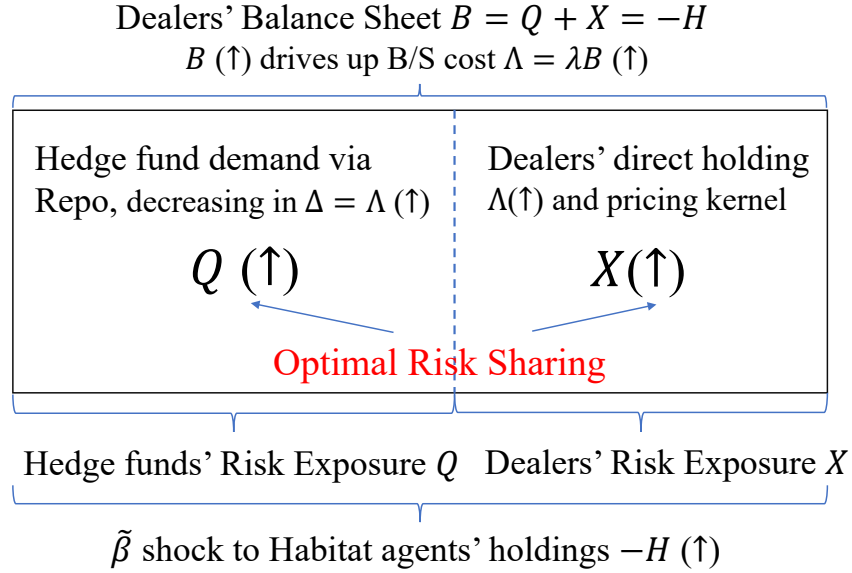 Dealers’ Balance Sheet B = Q + X = −H
B (↑) drives up B/S cost Λ = λB (↑)
Hedge fund demand via
Repo, decreasing in Δ = Λ (↑)
Q (↑)
Dealers’ direct holding
Λ(↑) and pricing kernel
X(↑)
Optimal Risk Sharing
Hedge funds’ Risk Exposure Q
Dealers’ Risk Exposure X
β̃ shock to Habitat agents’ holdings −H (↑)